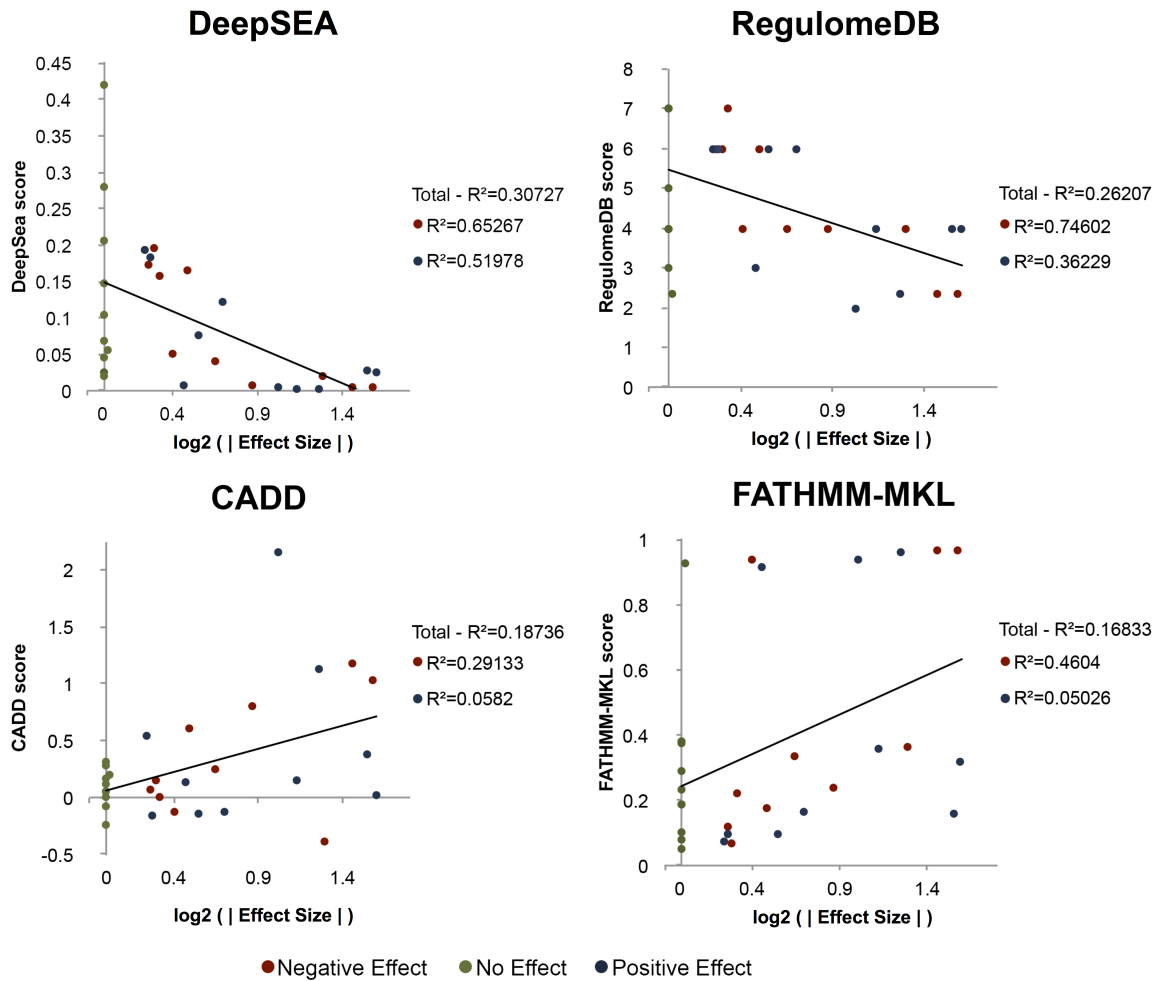 DeepSEA
DeepSea score
0.45
0.4
0.35
0.3
0.25
0.2
0.15
0.1
0.05
0
0
0.4
0.9
1.4
log2 ( | Effect Size | )
Total - R²=0.30727
R²=0.65267
R²=0.51978
RegulomeDB
RegulomeDB score
8
7
6
5
4
3
2
1
0
0
0.4
0.9
1.4
log2 ( | Effect Size | )
Total - R²=0.26207
R²=0.74602
R²=0.36229
CADD
CADD score
2
1.5
1
0.5
0
-0.5
0
0.4
0.9
1.4
log2 ( | Effect Size | )
Total - R²=0.18736
R²=0.29133
R²=0.0582
FATHMM-MKL
FATHMM-MKL score
1
0.8
0.6
0.4
0.2
0
0
0.4
0.9
1.4
log2 ( | Effect Size | )
Total - R²=0.16833
R²=0.4604
R²=0.05026
Negative Effect
No Effect
Positive Effect